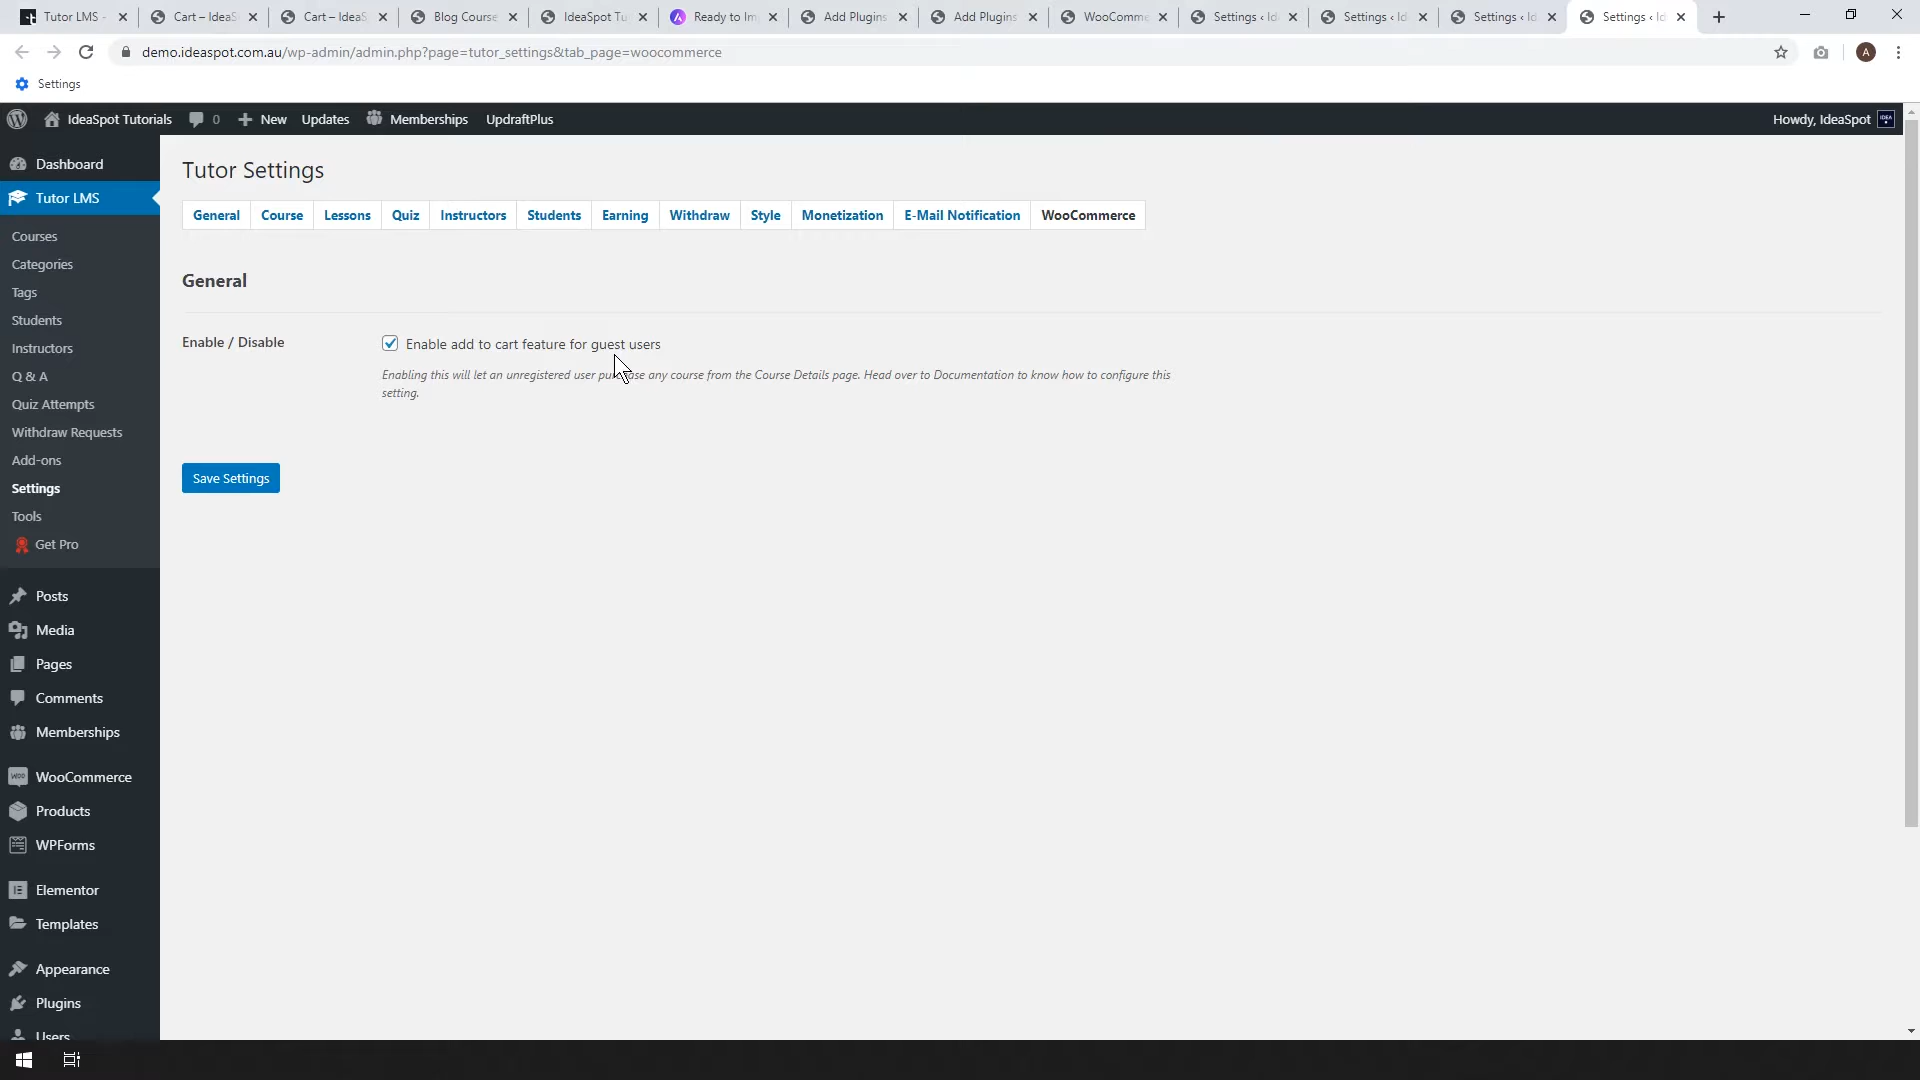 Tutor LMS -
Cart – IdeaS
Cart – IdeaS
Blog Course
IdeaSpot Tu
Ready to Im
Add Plugins
Add Plugins
WooComme
Settings ‹ Id
Settings ‹ Id
Settings ‹ Id
Settings ‹ Id
demo.ideaspot.com.au/wp-admin/admin.php?page=tutor_settings&tab_page=woocommerce
A
Settings
IdeaSpot Tutorials
0
New
Updates
Memberships
UpdraftPlus
Howdy, IdeaSpot
Dashboard
Tutor LMS
Courses
Categories
Tags
Students
Instructors
Q & A
Quiz Attempts
Withdraw Requests
Add-ons
Settings
Tools
Get Pro
Posts
Media
Pages
Comments
Memberships
WooCommerce
Products
WPForms
Elementor
Templates
Appearance
Plugins
Users
Tutor Settings
General
Course
Lessons
Quiz
Instructors
Students
Earning
Withdraw
Style
Monetization
E-Mail Notification
WooCommerce
General
Enable / Disable
Enable add to cart feature for guest users
Enabling this will let an unregistered user purchase any course from the Course Details page. Head over to Documentation to know how to configure this
setting.
Save Settings